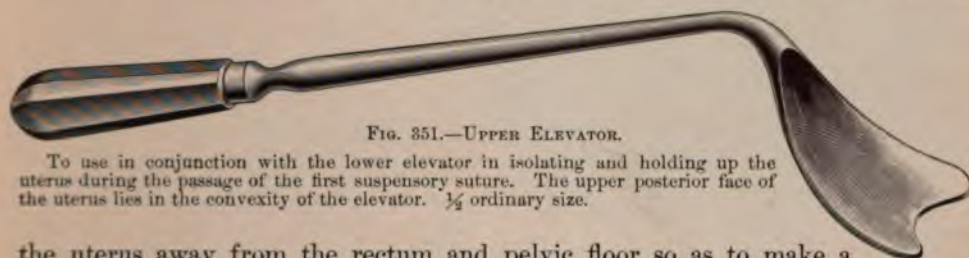 FIG. 351.—UPPER ELEVATOR.
To use in conjunction with the lower elevator in isolating and holding up the
uterus during the passage of the first suspensory suture. The upper posterior face of
the uterus lies in the convexity of the elevator. ½ ordinary size.
the uterus away from the rectum and pelvic floor so as to make a